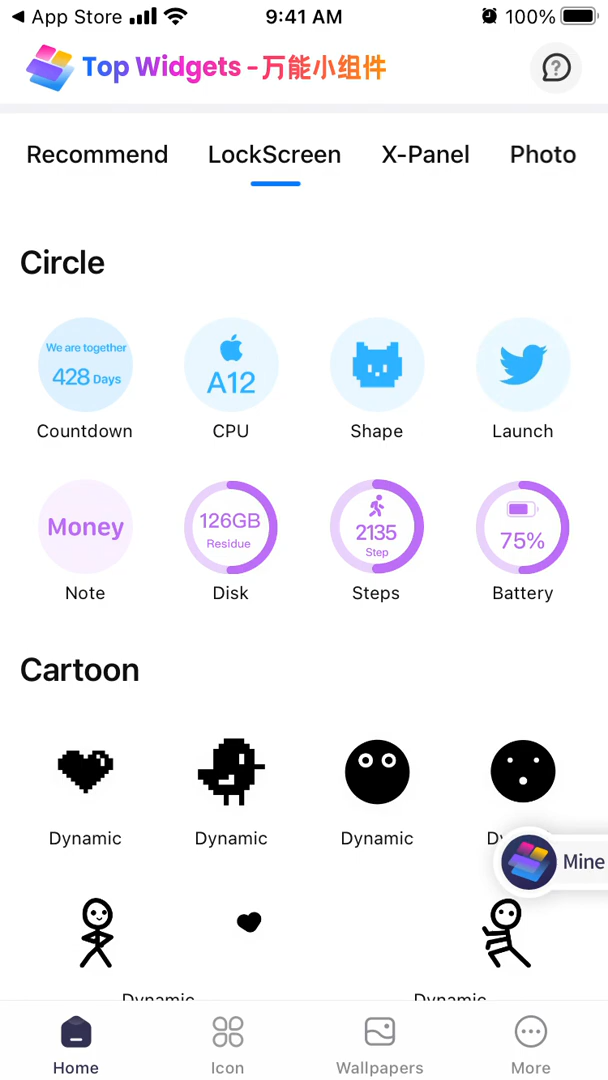 ◀ App Store 9:41 AM 100%
Top Widgets - 万能小组件
Recommend LockScreen X-Panel Photo
Circle
We are together
428 Days
A12
Countdown CPU Shape Launch
Money
126GB
Residue
2135
Step
75%
Note Disk Steps Battery
Cartoon
Dynamic Dynamic Dynamic
Mine
Dynamic Dynamic
Home Icon Wallpapers More